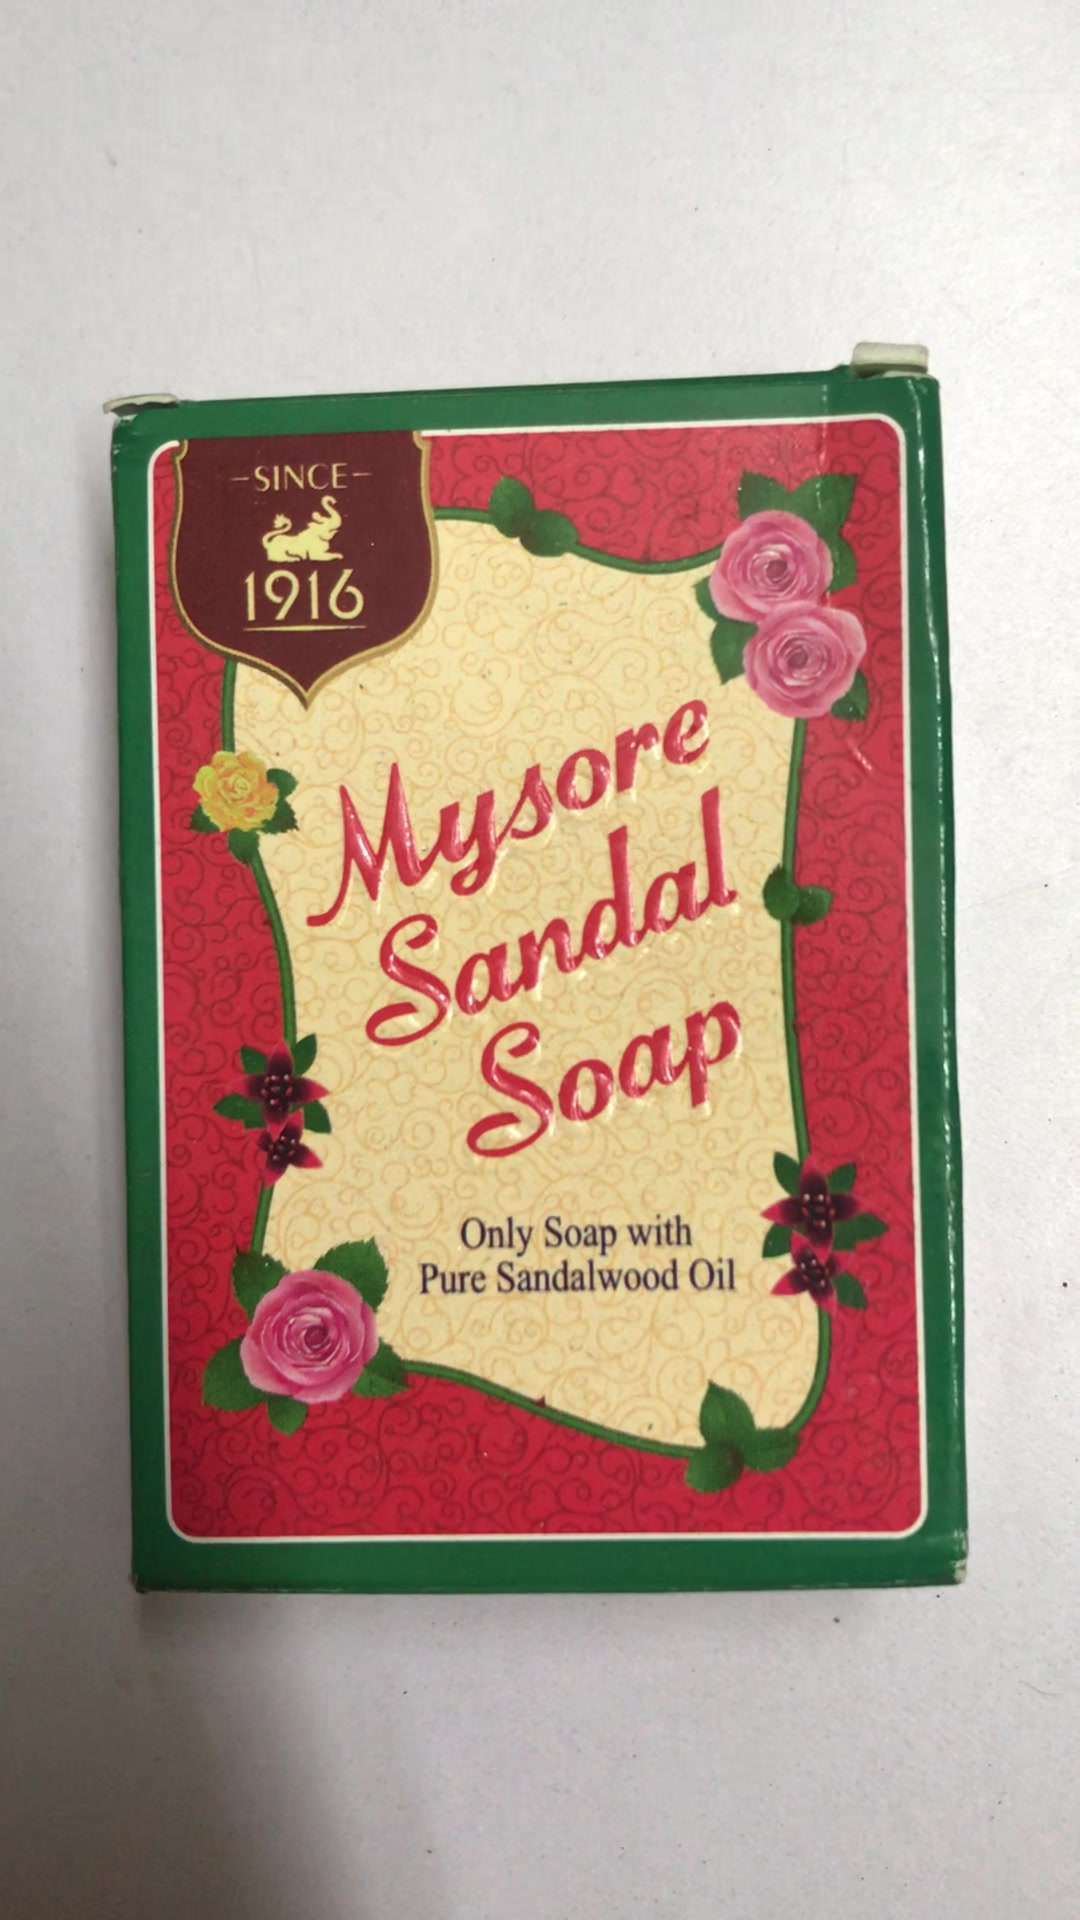 -SINCE-
1916
Mysore
Sandal
Soap
Only Soap with
Pure Sandalwood Oil